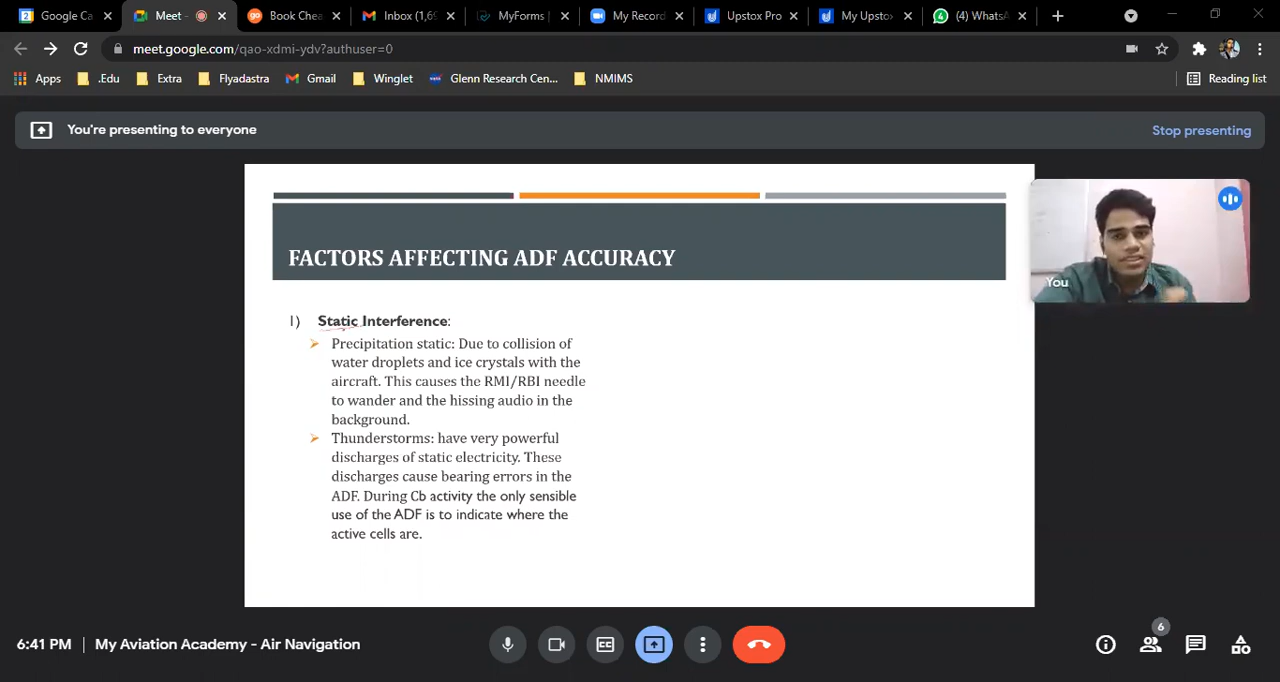 Google Ca
Meet -
Book Chea
Inbox (1,69
MyForms |
My Record
Upstox Pro
My Upsto
(4) WhatsA
meet.google.com/qao-xdmi-ydv?authuser=0
Apps
.Edu
Extra
Flyadastra
Gmail
Winglet
Glenn Research Cen...
NMIMS
Reading list
You're presenting to everyone
Stop presenting
FACTORS AFFECTING ADF ACCURACY
You
1) Static Interference:
Precipitation static: Due to collision of
water droplets and ice crystals with the
aircraft. This causes the RMI/RBI needle
to wander and the hissing audio in the
background.
Thunderstorms: have very powerful
discharges of static electricity. These
discharges cause bearing errors in the
ADF. During Cb activity the only sensible
use of the ADF is to indicate where the
active cells are.
6
6:41 PM | My Aviation Academy - Air Navigation